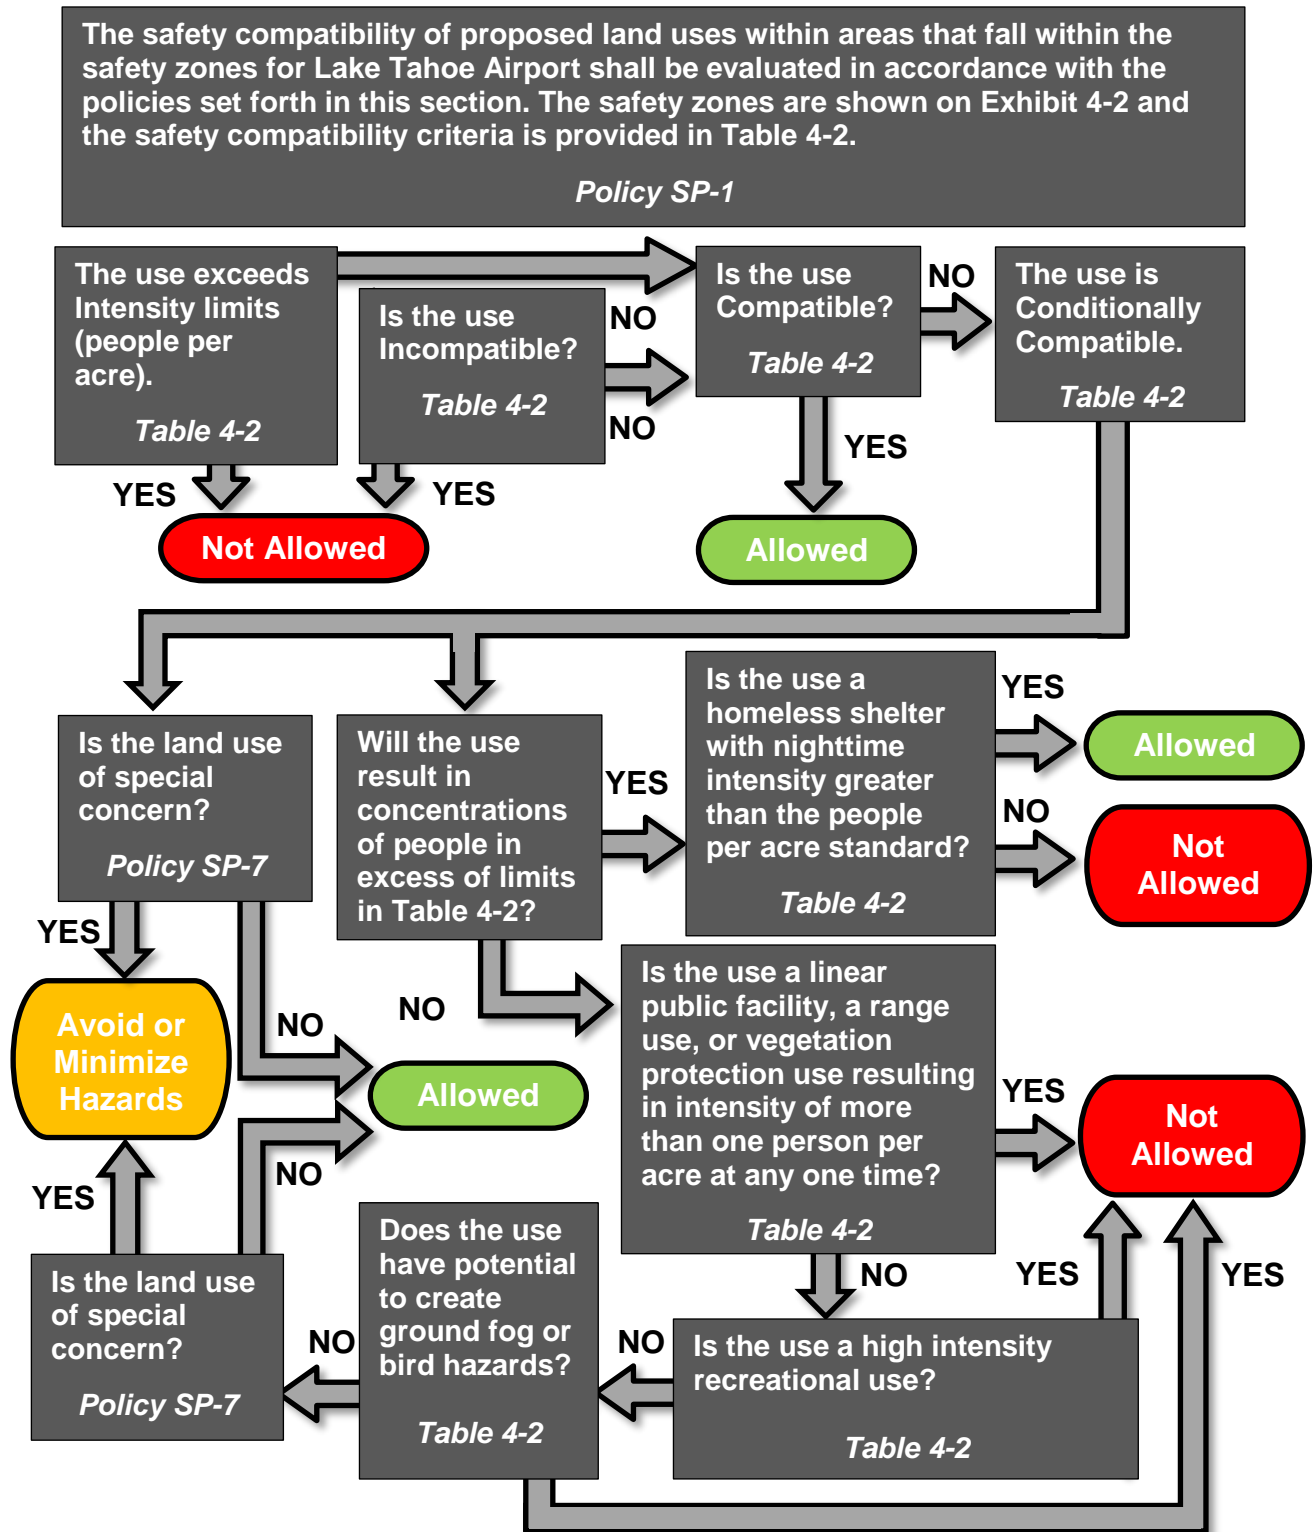 The safety compatibility of proposed land uses within areas that fall within the
safety zones for Lake Tahoe Airport shall be evaluated in accordance with the
policies set forth in this section. The safety zones are shown on Exhibit 4-2 and
the safety compatibility criteria is provided in Table 4-2.
Policy SP-1
The use exceeds
Intensity limits
(people per
acre).
Table 4-2
YES
Is the use
Incompatible?
Table 4-2
NO
NO
YES
Not Allowed
Is the use
Compatible?
Table 4-2
NO
YES
Allowed
The use is
Conditionally
Compatible.
Table 4-2
Is the land use
of special
concern?
Policy SP-7
YES
NO
Avoid or
Minimize
Hazards
Allowed
Will the use
result in
concentrations
of people in
excess of limits
in Table 4-2?
YES
NO
Is the use a
homeless shelter
with nighttime
intensity greater
than the people
per acre standard?
Table 4-2
YES
Allowed
NO
Not
Allowed
Is the use a linear
public facility, a range
use, or vegetation
protection use resulting
in intensity of more
than one person per
acre at any one time?
Table 4-2
YES
Not
Allowed
NO
Is the use a high intensity
recreational use?
Table 4-2
YES
NO
Does the use
have potential
to create
ground fog or
bird hazards?
Table 4-2
YES
NO
Is the land use
of special
concern?
Policy SP-7
YES
NO